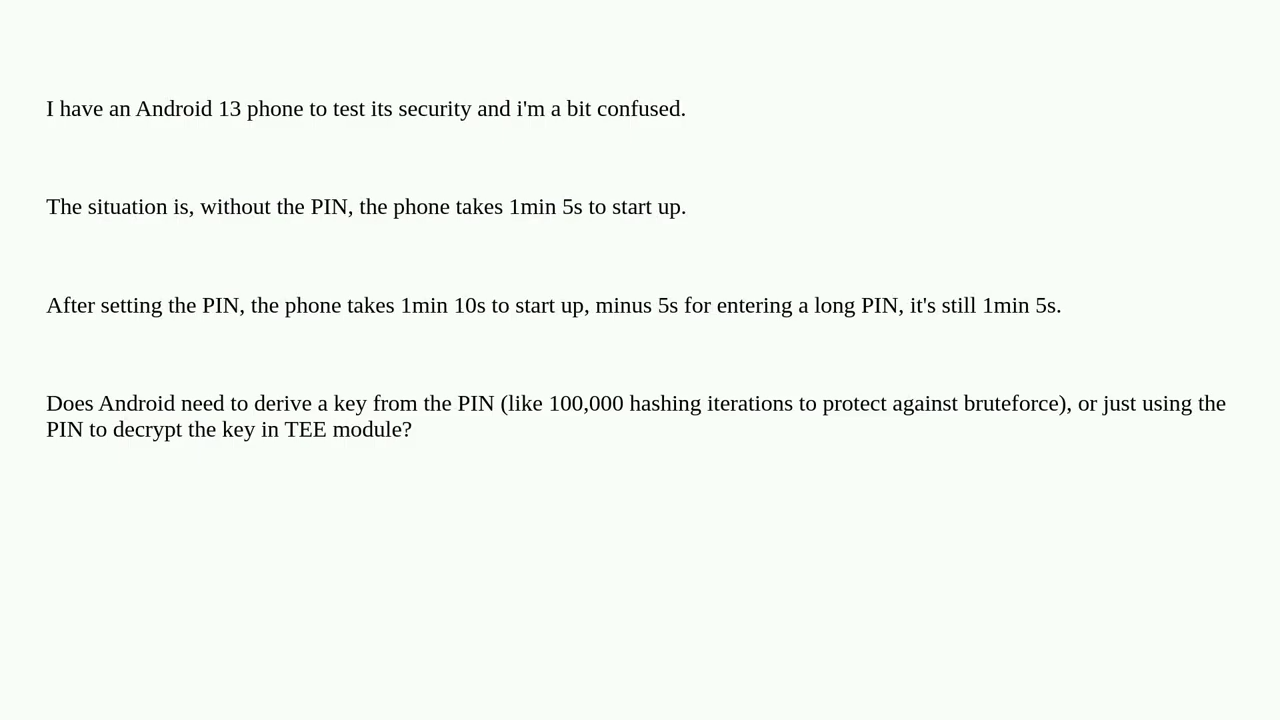 I have an Android 13 phone to test its security and i'm a bit confused.
The situation is, without the PIN, the phone takes 1min 5s to start up.
After setting the PIN, the phone takes 1min 10s to start up, minus 5s for entering a long PIN, it's still 1min 5s.
Does Android need to derive a key from the PIN (like 100,000 hashing iterations to protect against bruteforce), or just using the
PIN to decrypt the key in TEE module?